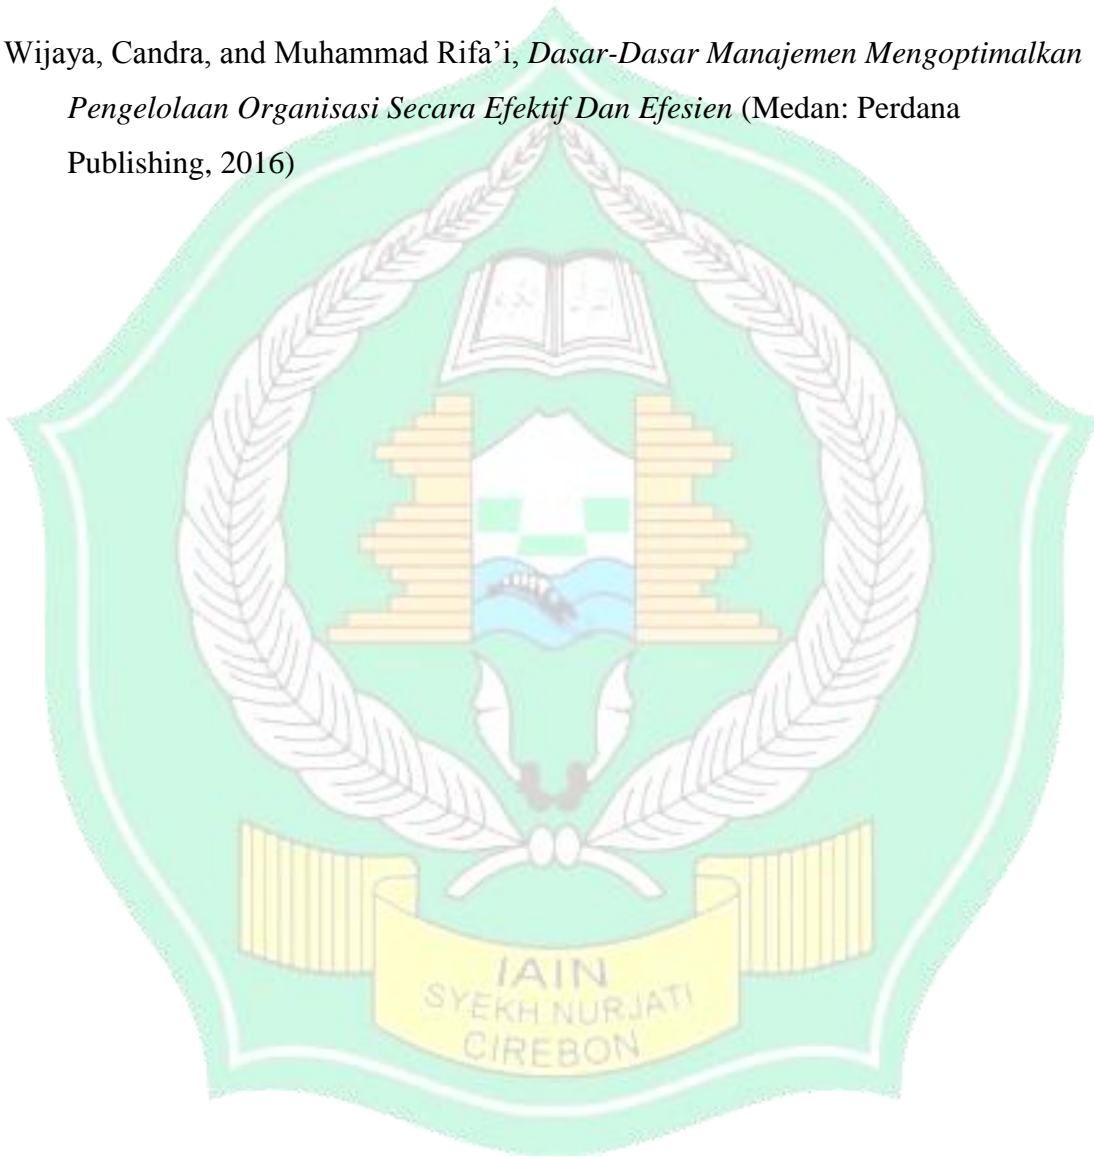 Wijaya, Candra, and Muhammad Rifa’i, Dasar-Dasar Manajemen Mengoptimalkan
Pengelolaan Organisasi Secara Efektif Dan Efesien (Medan: Perdana
Publishing, 2016)
IAIN
SYEKH NURJATI
CIREBON